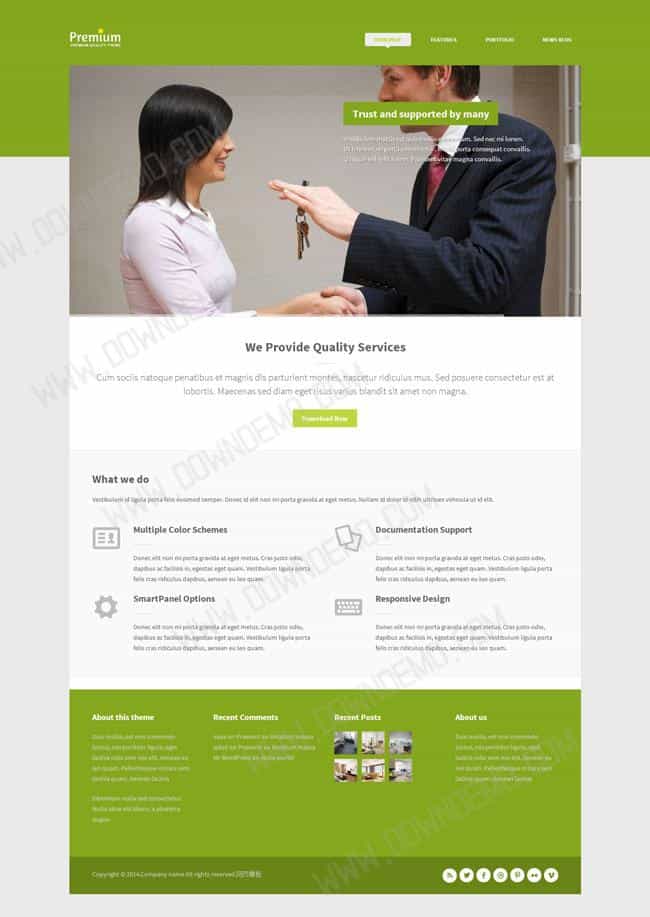 Premium
PREMIUM QUALITY THEME
FEATURES
PORTFOLIO
NEWS BLOG
Trust and supported by many
We Provide Quality Services
Cum sociis natoque penatibus et magnis dis parturient montes, nascetur ridiculus mus. Sed posuere consectetur est at
lobortis. Maecenas sed diam eget risus varius blandit sit amet non magna.
Download Now
What we do
Vestibulum id ligula porta felis euismod semper. Donec id elit non mi porta gravida at eget metus. Nullam id dolor id nibh ultrices vehicula ut id elit.
Multiple Color Schemes
Donec elit non mi porta gravida at eget metus. Cras justo odio,
dapibus ac facilisis in, egestas eget quam. Vestibulum ligula porta
felis cras ridiculus dapibus, aenean eu leo quam.
Documentation Support
Donec elit non mi porta gravida at eget metus. Cras justo odio,
dapibus ac facilisis in, egestas eget quam. Vestibulum ligula porta
felis cras ridiculus dapibus, aenean eu leo quam.
SmartPanel Options
Donec elit non mi porta gravida at eget metus. Cras justo odio,
dapibus ac facilisis in, egestas eget quam. Vestibulum ligula porta
felis cras ridiculus dapibus, aenean eu leo quam.
Responsive Design
Donec elit non mi porta gravida at eget metus. Cras justo odio,
dapibus ac facilisis in, egestas eget quam. Vestibulum ligula porta
felis cras ridiculus dapibus, aenean eu leo quam.
About this theme
Recent Comments
Recent Posts
About us
Copyright © 2014.Company name All rights reserved.网页模板
WWW.DOWNDEMO.COM